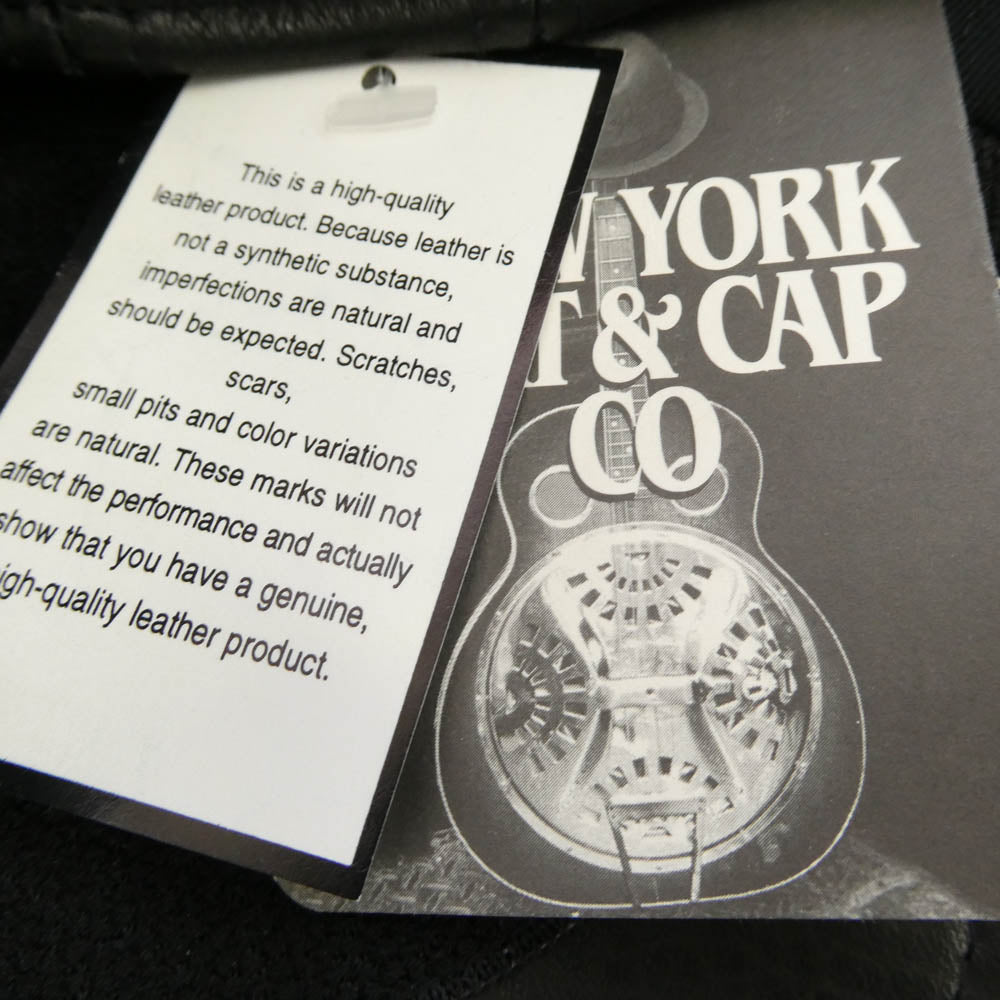 This is a high-quality
leather product. Because leather is
not a synthetic substance,
imperfections are natural and
should be expected. Scratches,
scars,
small pits and color variations
are natural. These marks will not
affect the performance and actually
show that you have a genuine,
igh-quality leather product.
W YORK
T & CAP
CO